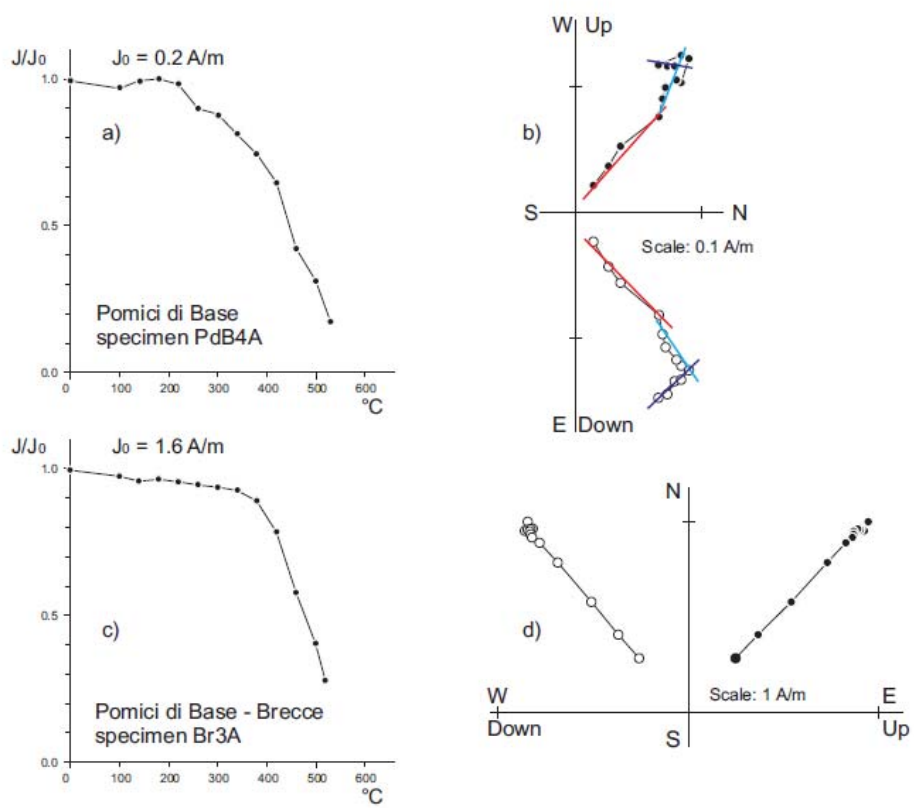 J/J₀
J₀ = 0.2 A/m
1.0
0.5
0.0
a)
Pomici di Base
specimen PdB4A
0 100 200 300 400 500 600
°C
W Up
b)
S N
Scale: 0.1 A/m
E Down
J/J₀
J₀ = 1.6 A/m
1.0
0.5
0.0
c)
Pomici di Base - Brecce
specimen Br3A
0 100 200 300 400 500 600
°C
N
d)
Scale: 1 A/m
W E
Down Up
S